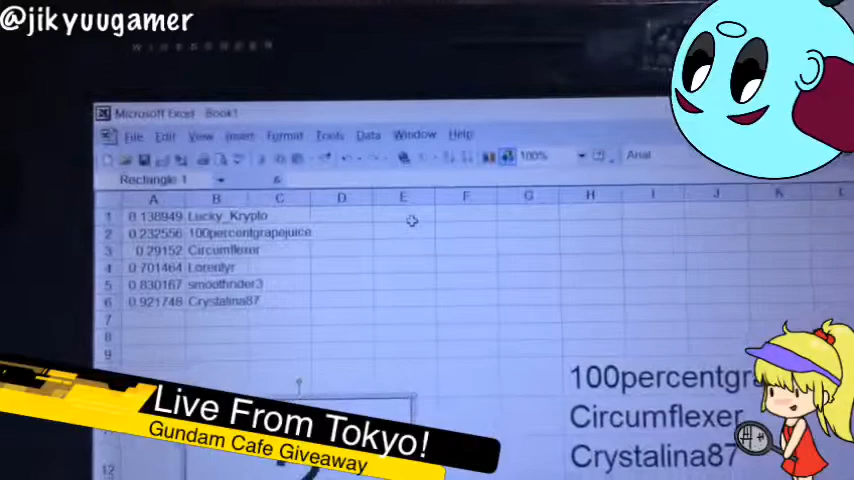 @jikyuugamer
Microsoft Excel - Book1
File Edit View Insert Format Tools Data Window Help
100% Arial
Rectangle 1
A B C D E F G H I J K
1 0.138949 Lucky_Krypto
2 0.232556 100percentgrapejuice
3 0.29152 Circumflexer
4 0.701464 Lorentyr
5 0.830167 smoothrider3
6 0.921748 Crystalina87
7
8
9
100percentgra
Circumflexer
Crystalina87
12
Live From Tokyo!
Gundam Cafe Giveaway